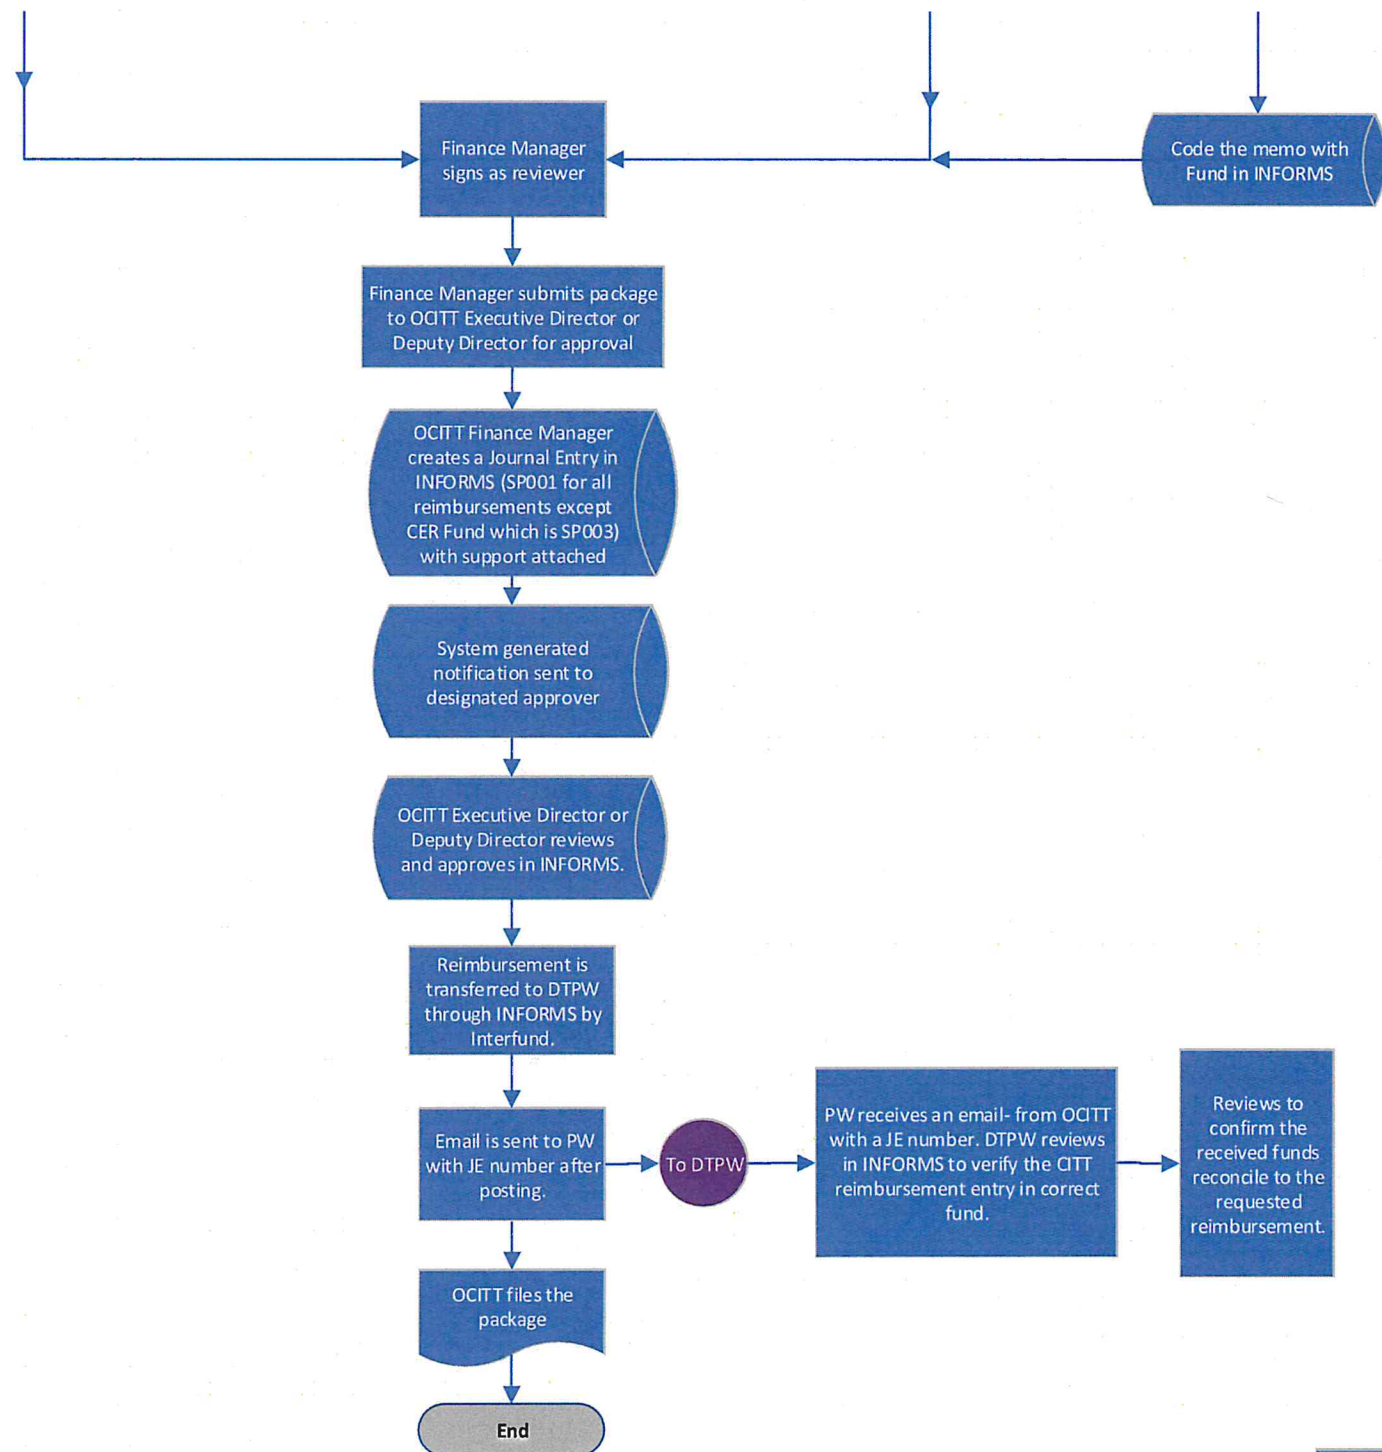 Finance Manager
signs as reviewer
Code the memo with
Fund in INFORMS
Finance Manager submits package
to OCITT Executive Director or
Deputy Director for approval
OCITT Finance Manager
creates a Journal Entry in
INFORMS (SP001 for all
reimbursements except
CER Fund which is SP003)
with support attached
System generated
notification sent to
designated approver
OCITT Executive Director or
Deputy Director reviews
and approves in INFORMS.
Reimbursement is
transferred to DTPW
through INFORMS by
Interfund.
Email is sent to PW
with JE number after
posting.
To DTPW
PW receives an email- from OCITT
with a JE number. DTPW reviews
in INFORMS to verify the CITT
reimbursement entry in correct
fund.
Reviews to
confirm the
received funds
reconcile to the
requested
reimbursement.
OCITT files the
package
End